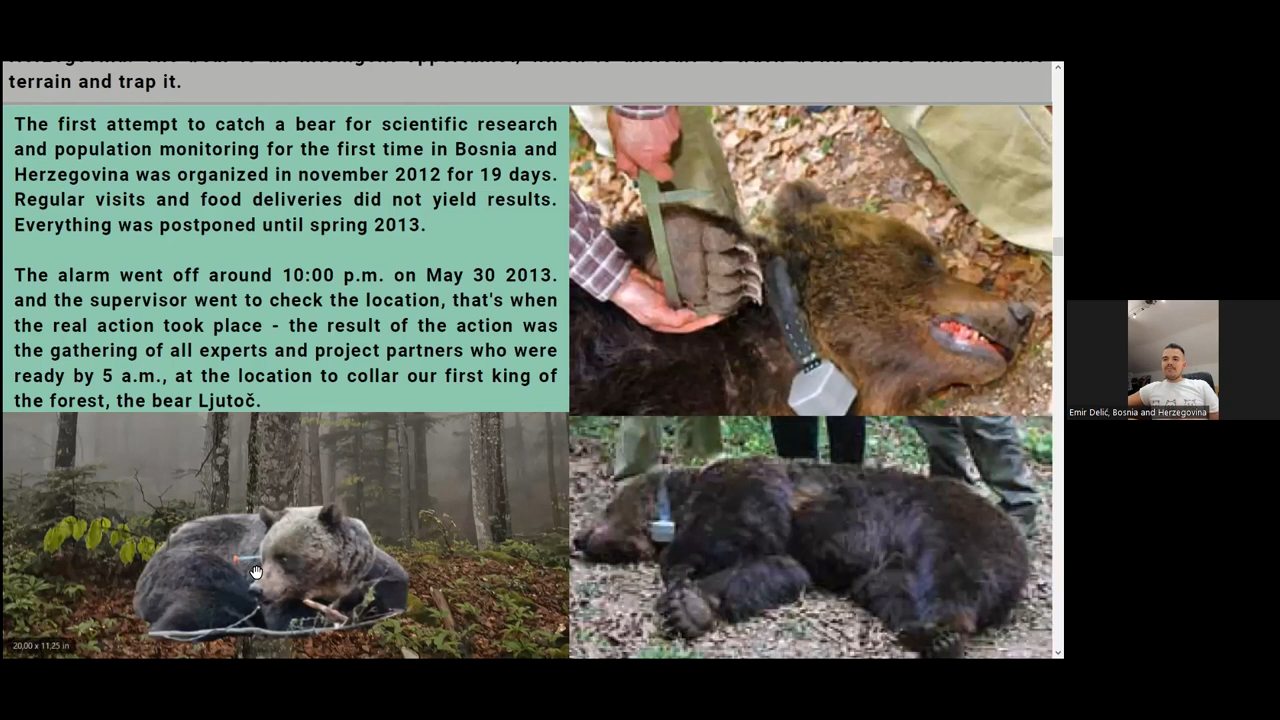 terrain and trap it.
The first attempt to catch a bear for scientific research
and population monitoring for the first time in Bosnia and
Herzegovina was organized in november 2012 for 19 days.
Regular visits and food deliveries did not yield results.
Everything was postponed until spring 2013.
The alarm went off around 10:00 p.m. on May 30 2013.
and the supervisor went to check the location, that's when
the real action took place - the result of the action was
the gathering of all experts and project partners who were
ready by 5 a.m., at the location to collar our first king of
the forest, the bear Ljutoč.
Emir Delić, Bosnia and Herzegovina
20,00 x 11,25 in